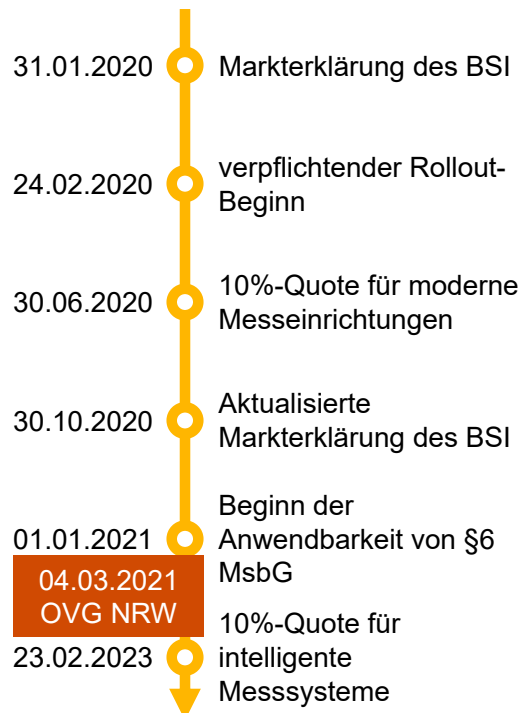 31.01.2020 Markterklärung des BSI
24.02.2020 verpflichtender Rollout-
Beginn
30.06.2020 10%-Quote für moderne
Messeinrichtungen
30.10.2020 Aktualisierte
Markterklärung des BSI
01.01.2021 Beginn der
Anwendbarkeit von §6
MsbG
04.03.2021
OVG NRW
23.02.2023 10%-Quote für
intelligente
Messsysteme